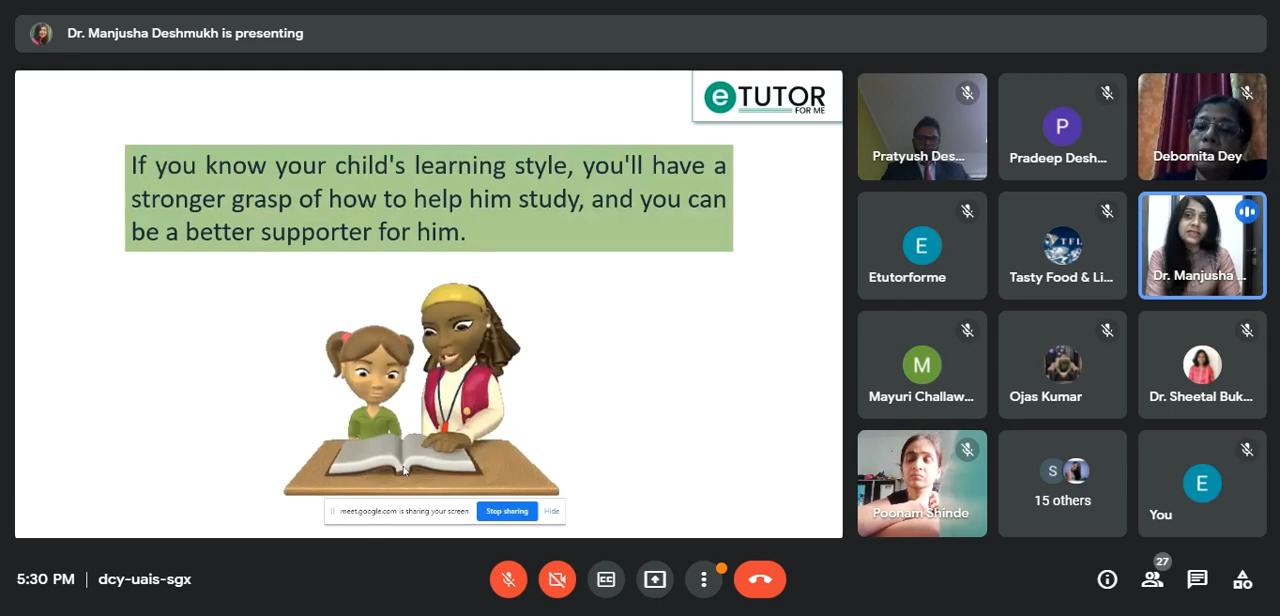 Dr. Manjusha Deshmukh is presenting
e TUTOR
FOR ME
If you know your child's learning style, you'll have a
stronger grasp of how to help him study, and you can
be a better supporter for him.
meet.google.com is sharing your screen.
Stop sharing
Hide
Pratyush Des...
P
Pradeep Desh...
Debomita Dey
E
Etutorforme
TFL
Tasty Food & Li...
Dr. Manjusha ...
M
Mayuri Challaw...
Ojas Kumar
Dr. Sheetal Buk...
Poonam Shinde
S
15 others
E
You
5:30 PM | dcy-uais-sgx
CC
27